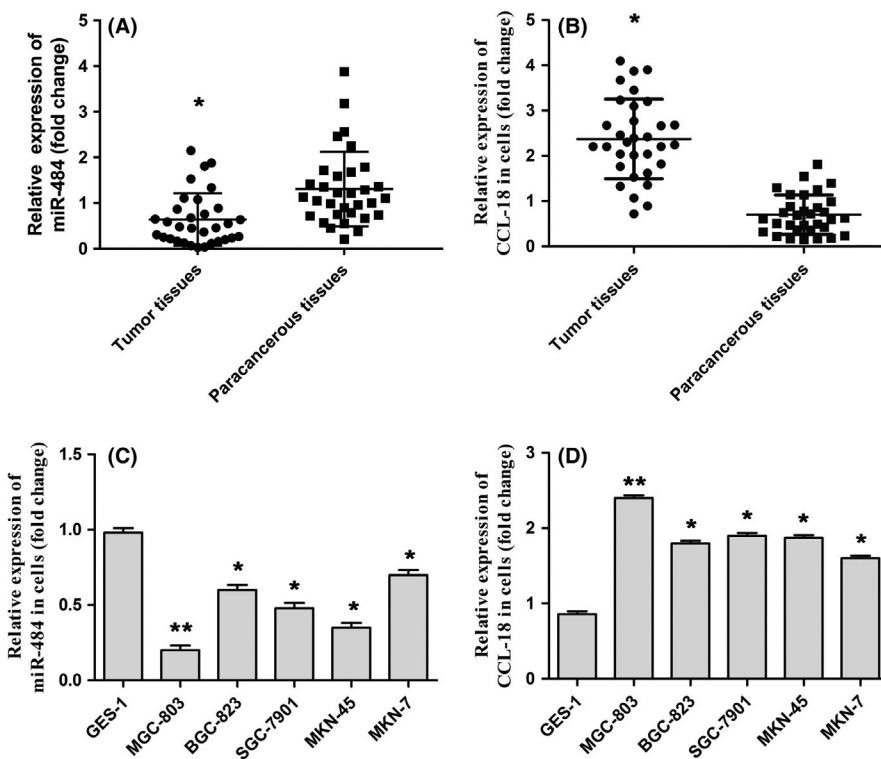 (A)
Relative expression of
miR-484 (fold change)
5
4
3
2
1
0
*
Tumor tissues
Paracancerous tissues
(B)
Relative expression of
CCL-18 in cells (fold change)
5
4
3
2
1
0
*
Tumor tissues
Paracancerous tissues
(C)
Relative expression of
miR-484 in cells (fold change)
1.5
1.0
0.5
0.0
**
*
*
*
*
GES-1
MGC-803
BGC-823
SGC-7901
MKN-45
MKN-7
(D)
Relative expression of
CCL-18 in cells (fold change)
3
2
1
0
**
*
*
*
*
GES-1
MGC-803
BGC-823
SGC-7901
MKN-45
MKN-7